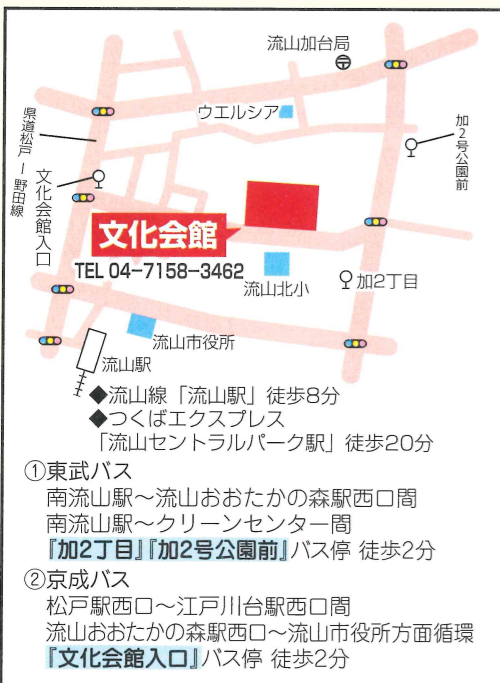 流山加台局
ウエルシア
加2号公園前
県道松戸ー野田線
文化会館入口
文化会館
TEL 04-7158-3462
流山北小
加2丁目
流山市役所
流山駅
◆流山線「流山駅」徒歩8分
◆つくばエクスプレス
「流山セントラルパーク駅」徒歩20分
①東武バス
南流山駅～流山おおたかの森駅西口間
南流山駅～クリーンセンター間
『加2丁目』『加2号公園前』バス停 徒歩2分
②京成バス
松戸駅西口～江戸川台駅西口間
流山おおたかの森駅西口～流山市役所方面循環
『文化会館入口』バス停 徒歩2分